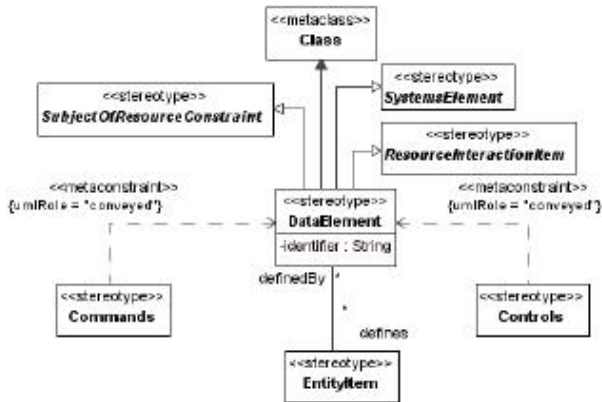 <<metaclass>>
Class
<<stereotype>>
SubjectOfResourceConstraint
<<stereotype>>
SystemsElement
<<stereotype>>
ResourceInteractionItem
<<metaconstraint>>
{umlRole = "conveyed"}
<<metaconstraint>>
{umlRole = "conveyed"}
<<stereotype>>
DataElement
-identifier : String
definedBy *
<<stereotype>>
Commands
<<stereotype>>
Controls
*
defines
<<stereotype>>
EntityItem